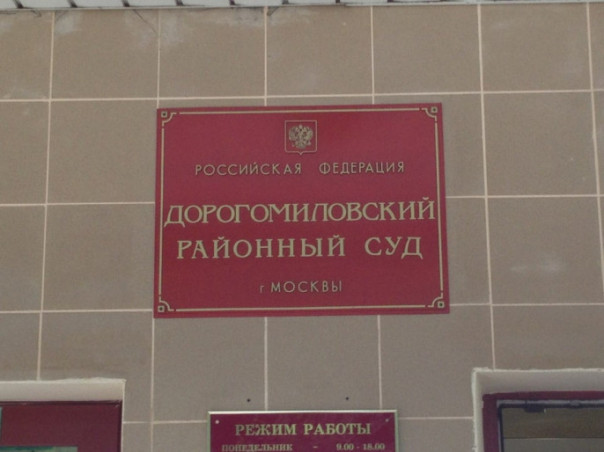 РОССИЙСКАЯ ФЕДЕРАЦИЯ
ДОРОГОМИЛОВСКИЙ
РАЙОННЫЙ СУД
г МОСКВЫ
РЕЖИМ РАБОТЫ
ПОНЕДЕЛЬНИК – 9.00 - 18.00